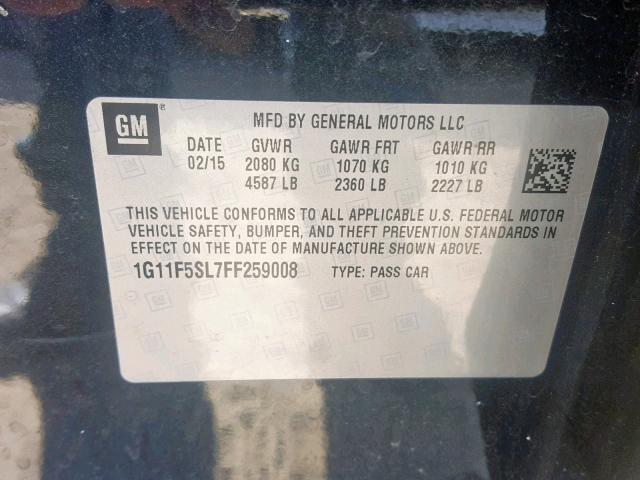 GM ®
MFD BY GENERAL MOTORS LLC
DATE GVWR GAWR FRT GAWR RR
02/15 2080 KG 1070 KG 1010 KG
4587 LB 2360 LB 2227 LB
THIS VEHICLE CONFORMS TO ALL APPLICABLE U.S. FEDERAL MOTOR
VEHICLE SAFETY, BUMPER, AND THEFT PREVENTION STANDARDS IN
EFFECT ON THE DATE OF MANUFACTURE SHOWN ABOVE.
1G11F5SL7FF259008 TYPE: PASS CAR